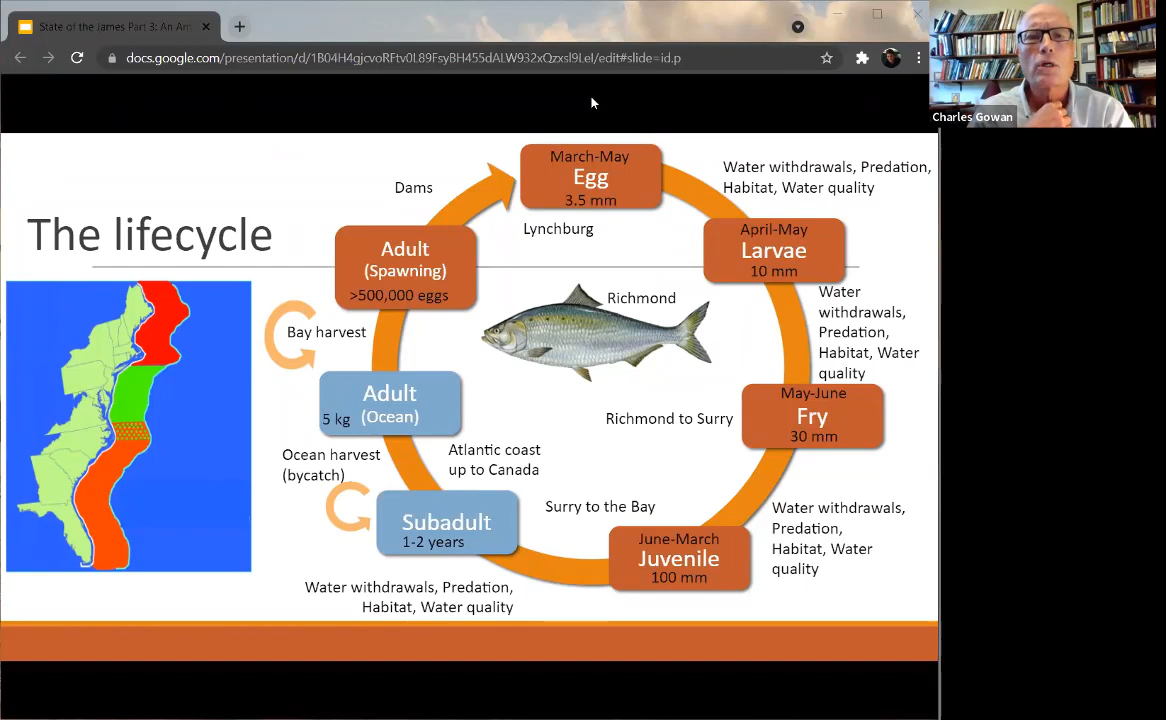 State of the James Part 3: An Am
docs.google.com/presentation/d/1B04H4gjcvoRFtv0L89FsyBH455dALW932xQzxsl9LeI/edit#slide=id.p
Charles Gowan
The lifecycle
March-May
Egg
3.5 mm
Dams
Water withdrawals, Predation,
Habitat, Water quality
Lynchburg
April-May
Larvae
10 mm
Adult
(Spawning)
>500,000 eggs
Richmond
Water
withdrawals,
Predation,
Habitat, Water
quality
Bay harvest
Adult
5 kg (Ocean)
May-June
Fry
30 mm
Richmond to Surry
Ocean harvest
(bycatch)
Atlantic coast
up to Canada
Subadult
1-2 years
Surry to the Bay
June-March
Juvenile
100 mm
Water withdrawals,
Predation,
Habitat, Water
quality
Water withdrawals, Predation,
Habitat, Water quality